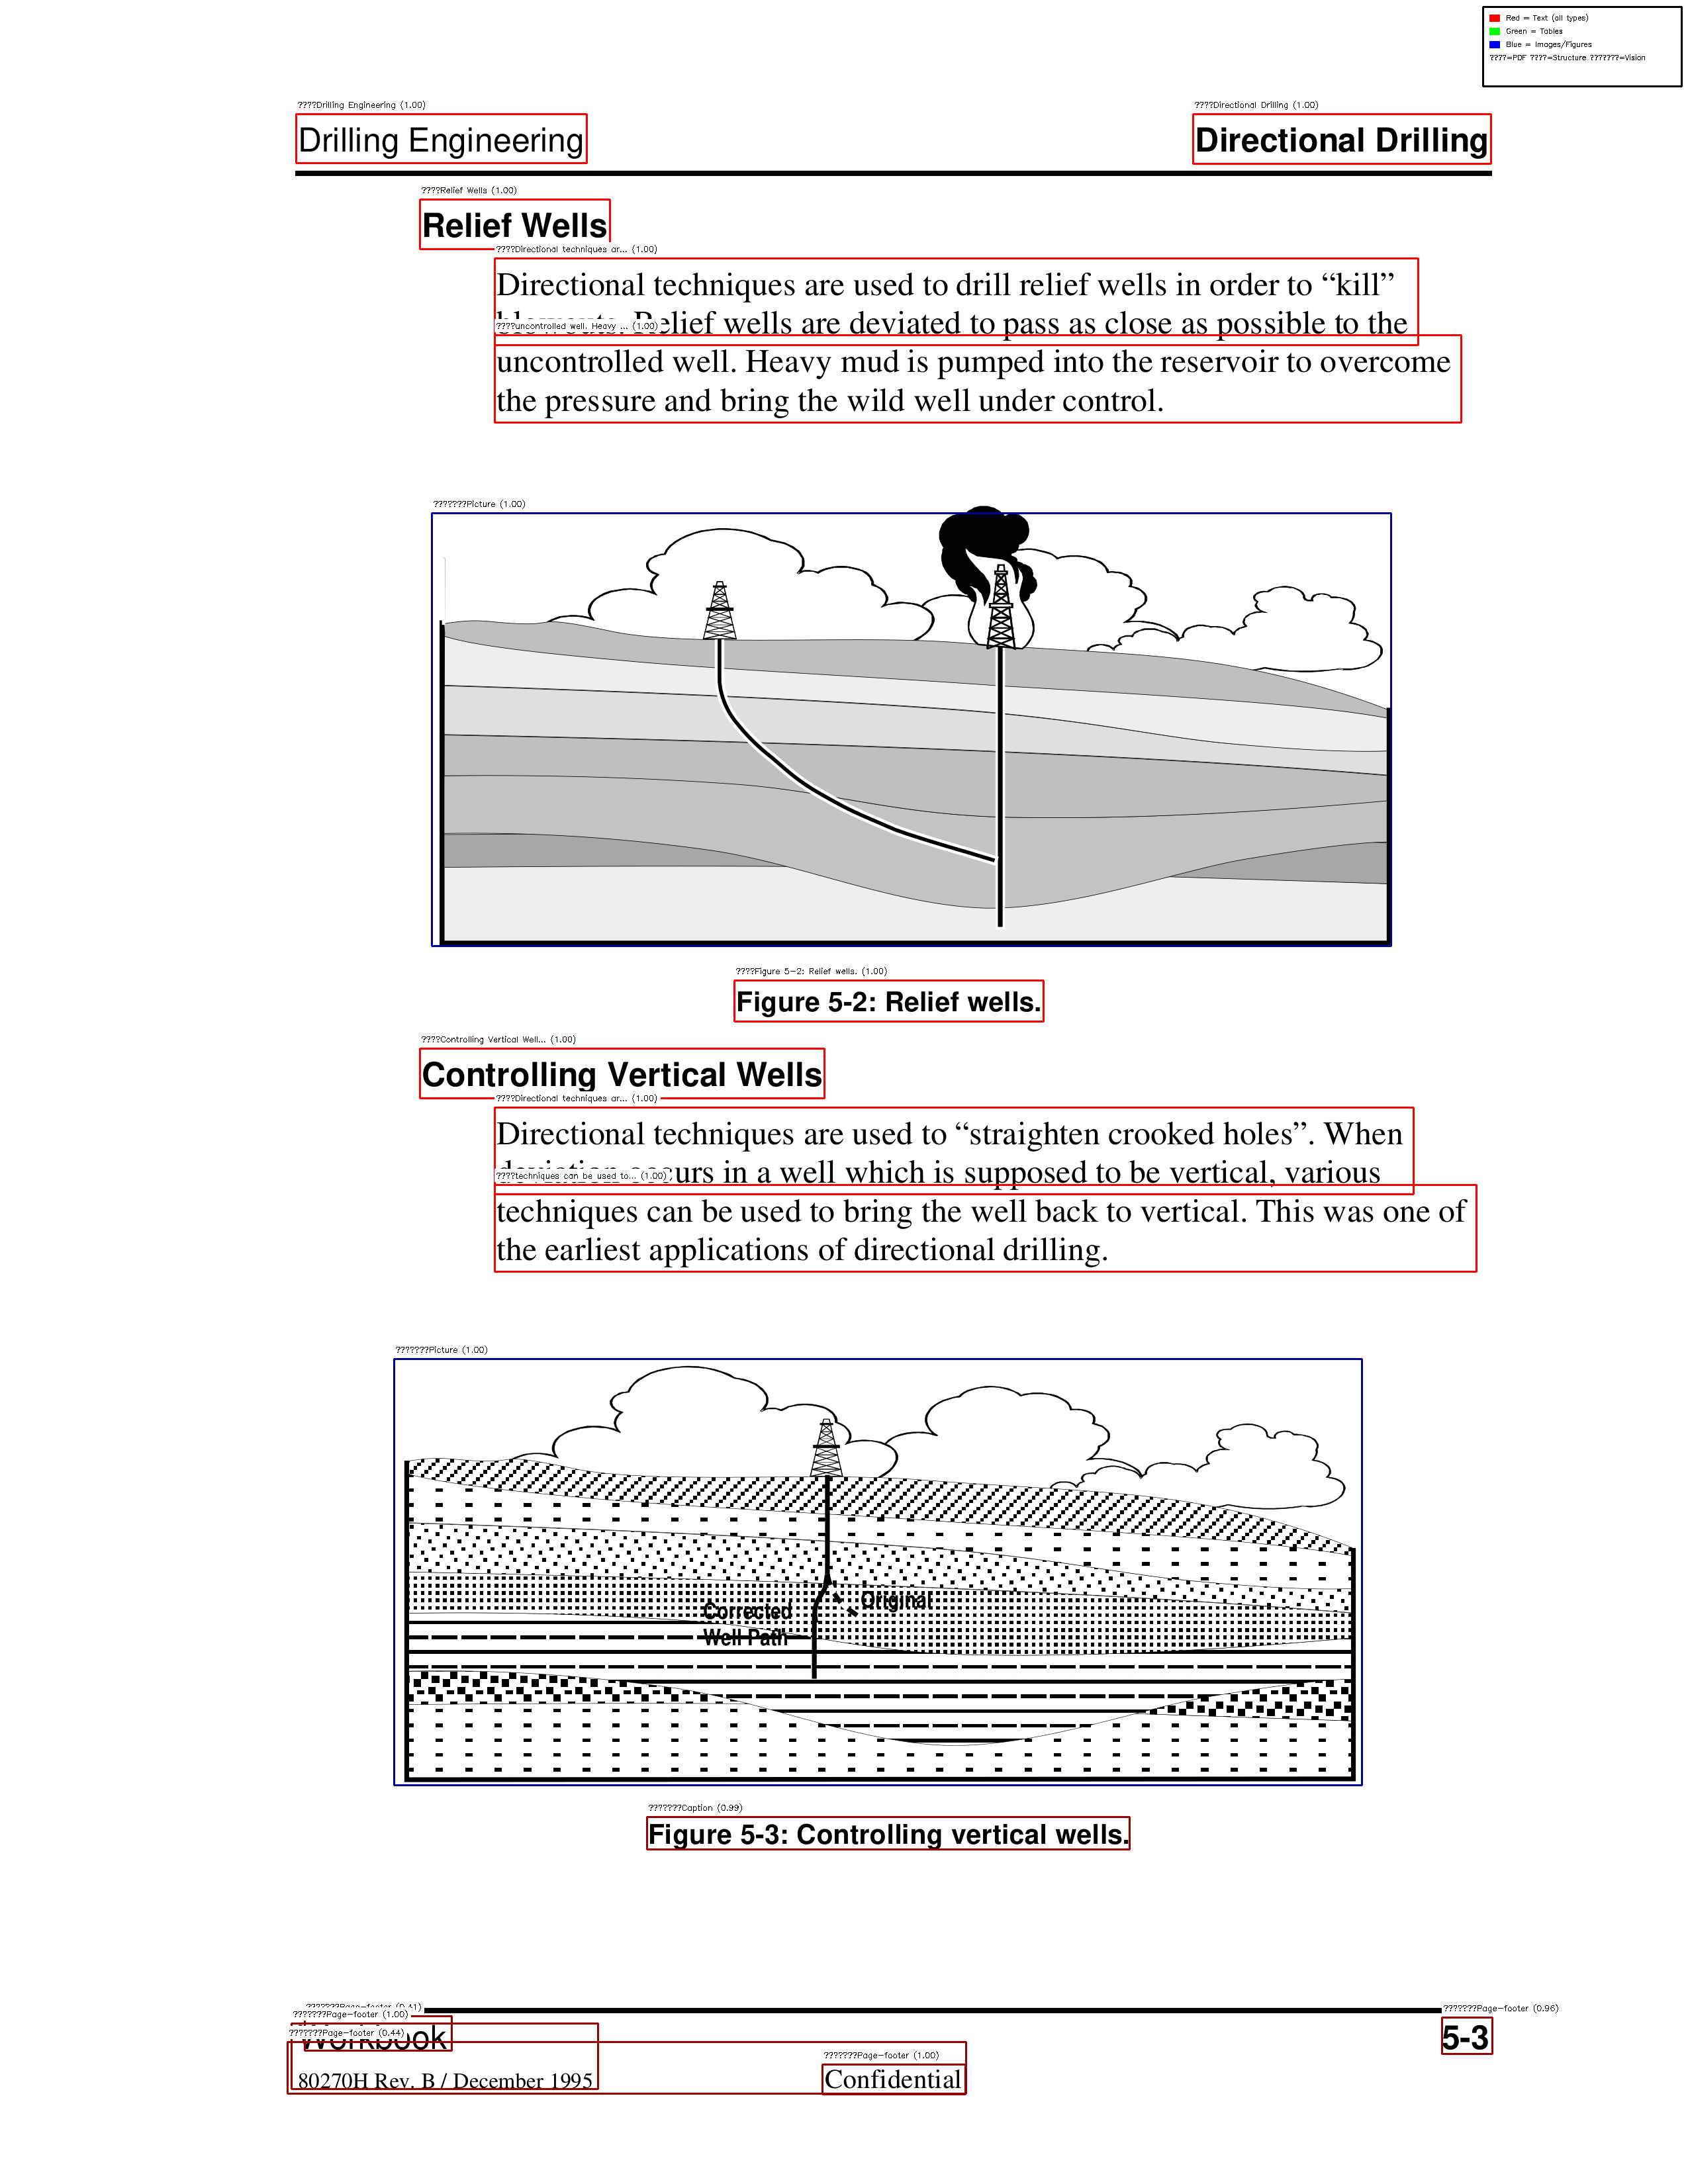 Red = Text (all types)
Green = Tables
Blue = Images/Figures
????=PDF ????=Structure ???????=Vision
????Drilling Engineering (1.00)
????Directional Drilling (1.00)
Drilling Engineering
Directional Drilling
????Relief Wells (1.00)
Relief Wells
????Directional techniques ar... (1.00)
Directional techniques are used to drill relief wells in order to “kill”
blowouts. Relief wells are deviated to pass as close as possible to the
????uncontrolled well. Heavy ... (1.00)
uncontrolled well. Heavy mud is pumped into the reservoir to overcome
the pressure and bring the wild well under control.
???????Picture (1.00)
????Figure 5-2: Relief wells. (1.00)
Figure 5-2: Relief wells.
????Controlling Vertical Well... (1.00)
Controlling Vertical Wells
????Directional techniques ar... (1.00)
Directional techniques are used to “straighten crooked holes”. When
deviation occurs in a well which is supposed to be vertical, various
????techniques can be used to... (1.00)
techniques can be used to bring the well back to vertical. This was one of
the earliest applications of directional drilling.
???????Picture (1.00)
Original
Corrected
Well Path
???????Caption (0.99)
Figure 5-3: Controlling vertical wells.
???????Page-footer (0.41)
???????Page-footer (0.96)
???????Page-footer (1.00)
???????Page-footer (0.44)
Workbook
5-3
???????Page-footer (1.00)
80270H Rev. B / December 1995
Confidential